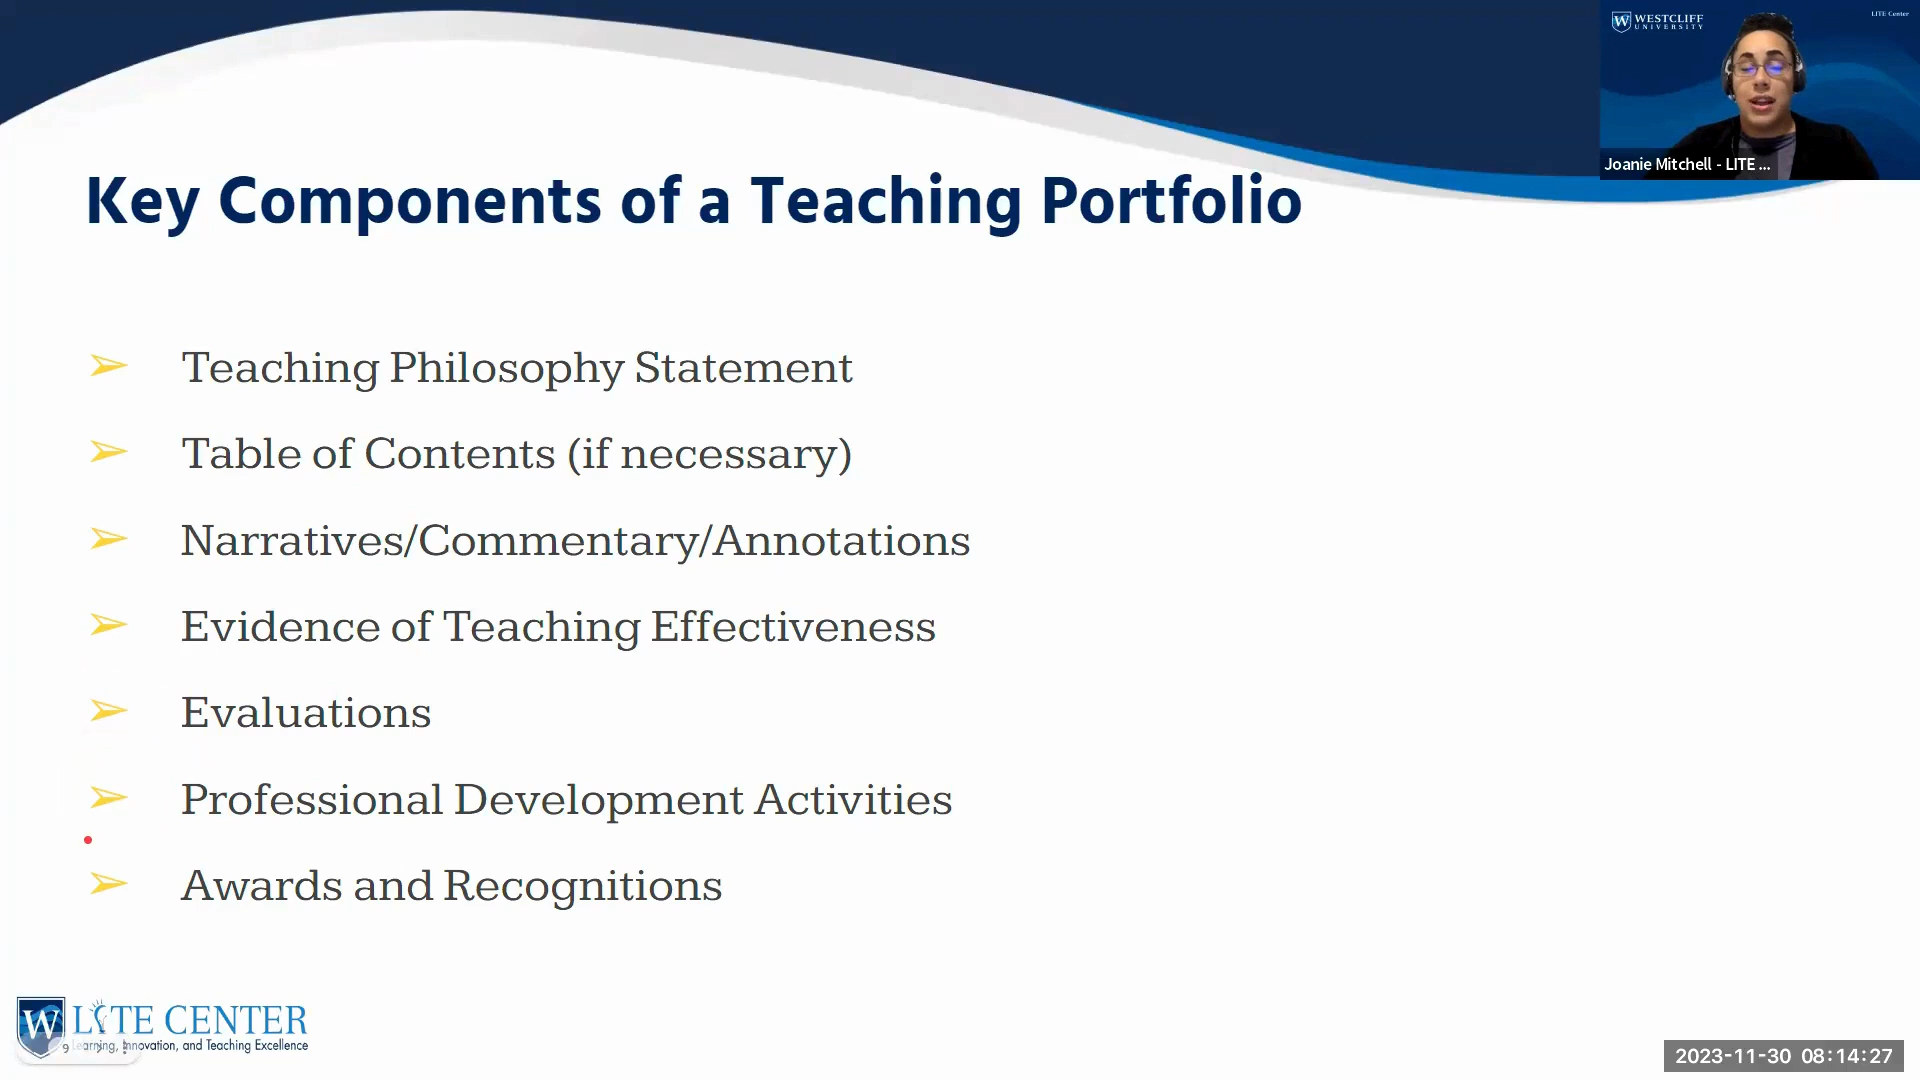 WESTCLIFF
UNIVERSITY
LITE Center
Joanie Mitchell - LITE ...
Key Components of a Teaching Portfolio
➢ Teaching Philosophy Statement
➢ Table of Contents (if necessary)
➢ Narratives/Commentary/Annotations
➢ Evidence of Teaching Effectiveness
➢ Evaluations
➢ Professional Development Activities
➢ Awards and Recognitions
W LITE CENTER
Learning, Innovation, and Teaching Excellence
9
2023-11-30 08:14:27